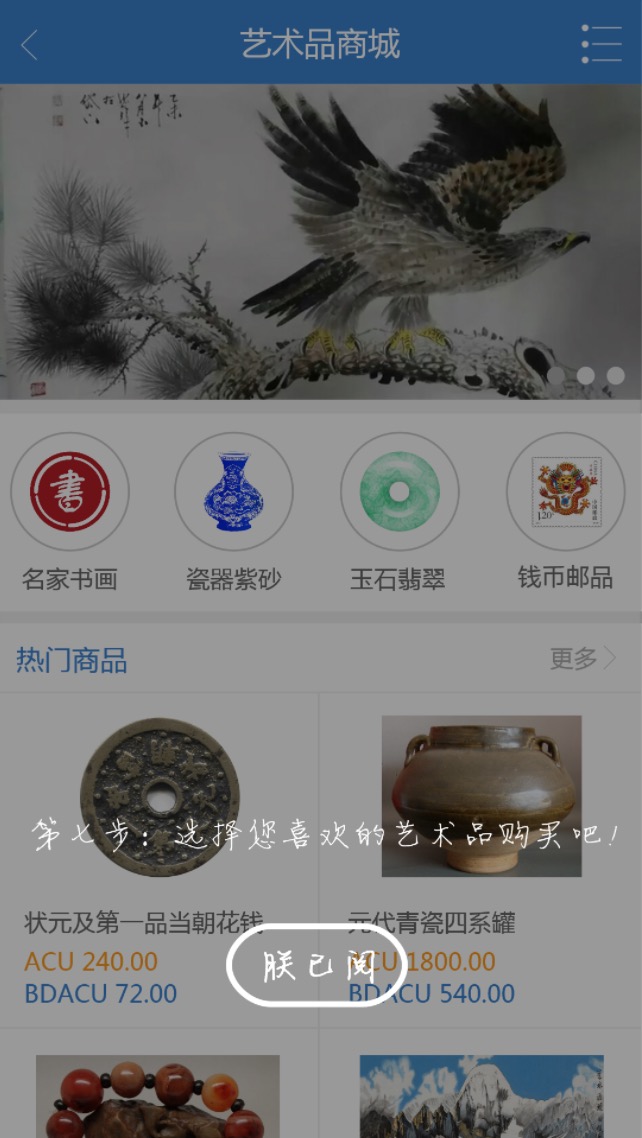 艺术品商城
名家书画
瓷器紫砂
玉石翡翠
钱币邮品
书
1.20
热门商品
更多
第七步：选择您喜欢的艺术品购买吧！
状元及第一品当朝花钱
元代青瓷四系罐
ACU 240.00
ACU 1800.00
朕已阅
BDACU 72.00
BDACU 540.00